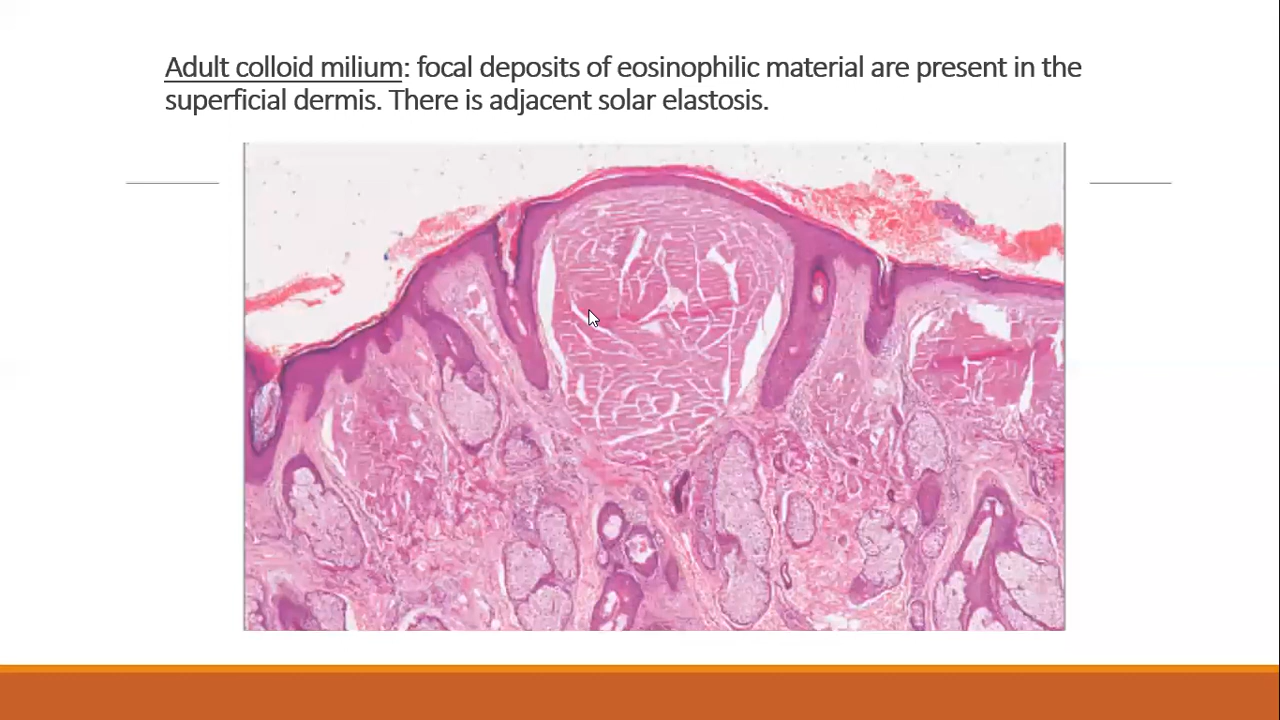 Adult colloid milium: focal deposits of eosinophilic material are present in the
superficial dermis. There is adjacent solar elastosis.